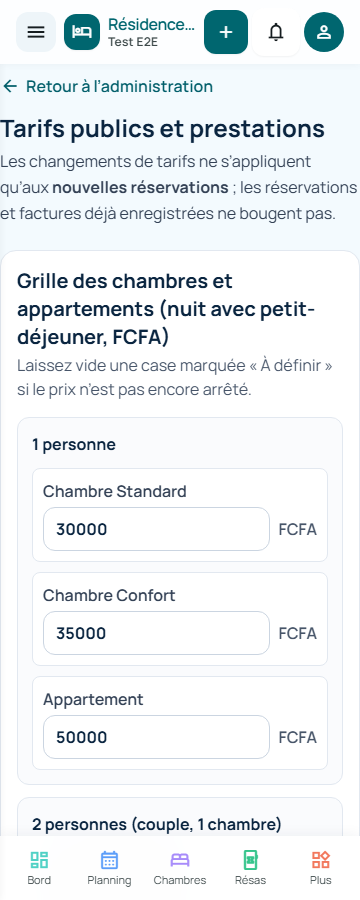 Résidence...
Test E2E
Retour à l'administration
Tarifs publics et prestations
Les changements de tarifs ne s'appliquent
qu'aux nouvelles réservations ; les réservations
et factures déjà enregistrées ne bougent pas.
Grille des chambres et
appartements (nuit avec petit-
déjeuner, FCFA)
Laissez vide une case marquée « À définir »
si le prix n'est pas encore arrêté.
1 personne
Chambre Standard
30000 FCFA
Chambre Confort
35000 FCFA
Appartement
50000 FCFA
2 personnes (couple, 1 chambre)
Bord Planning Chambres Résas Plus